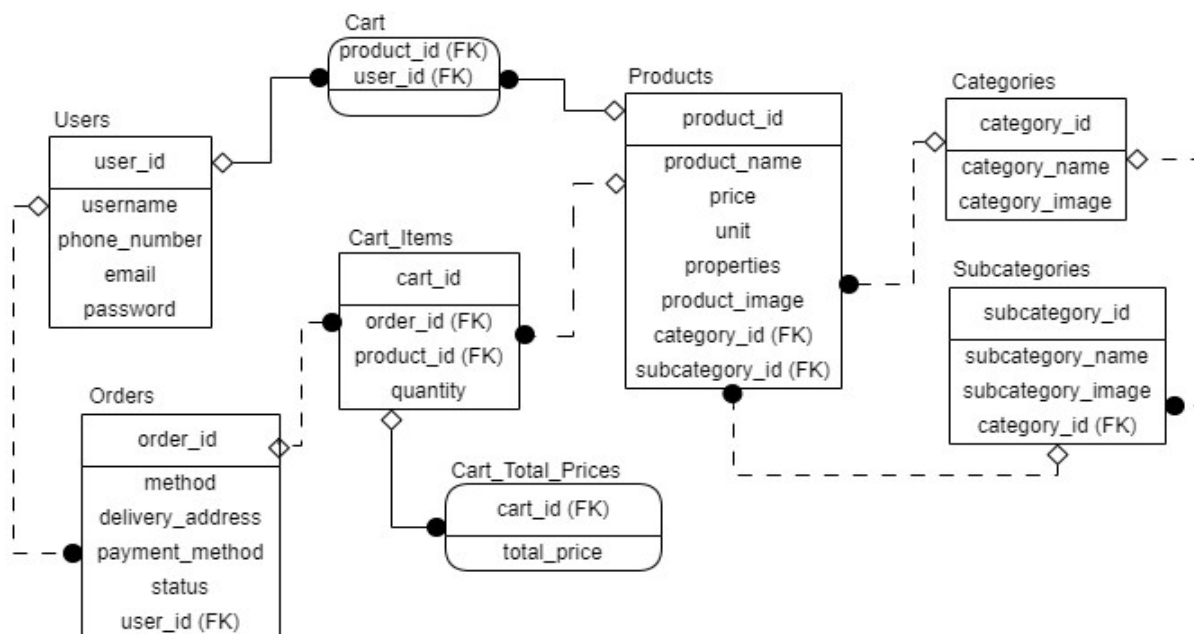 Cart
product_id (FK)
user_id (FK)
Users
user_id
username
phone_number
email
password
Products
product_id
product_name
price
unit
properties
product_image
category_id (FK)
subcategory_id (FK)
Categories
category_id
category_name
category_image
Cart_Items
cart_id
order_id (FK)
product_id (FK)
quantity
Subcategories
subcategory_id
subcategory_name
subcategory_image
category_id (FK)
Orders
order_id
method
delivery_address
payment_method
status
user_id (FK)
Cart_Total_Prices
cart_id (FK)
total_price